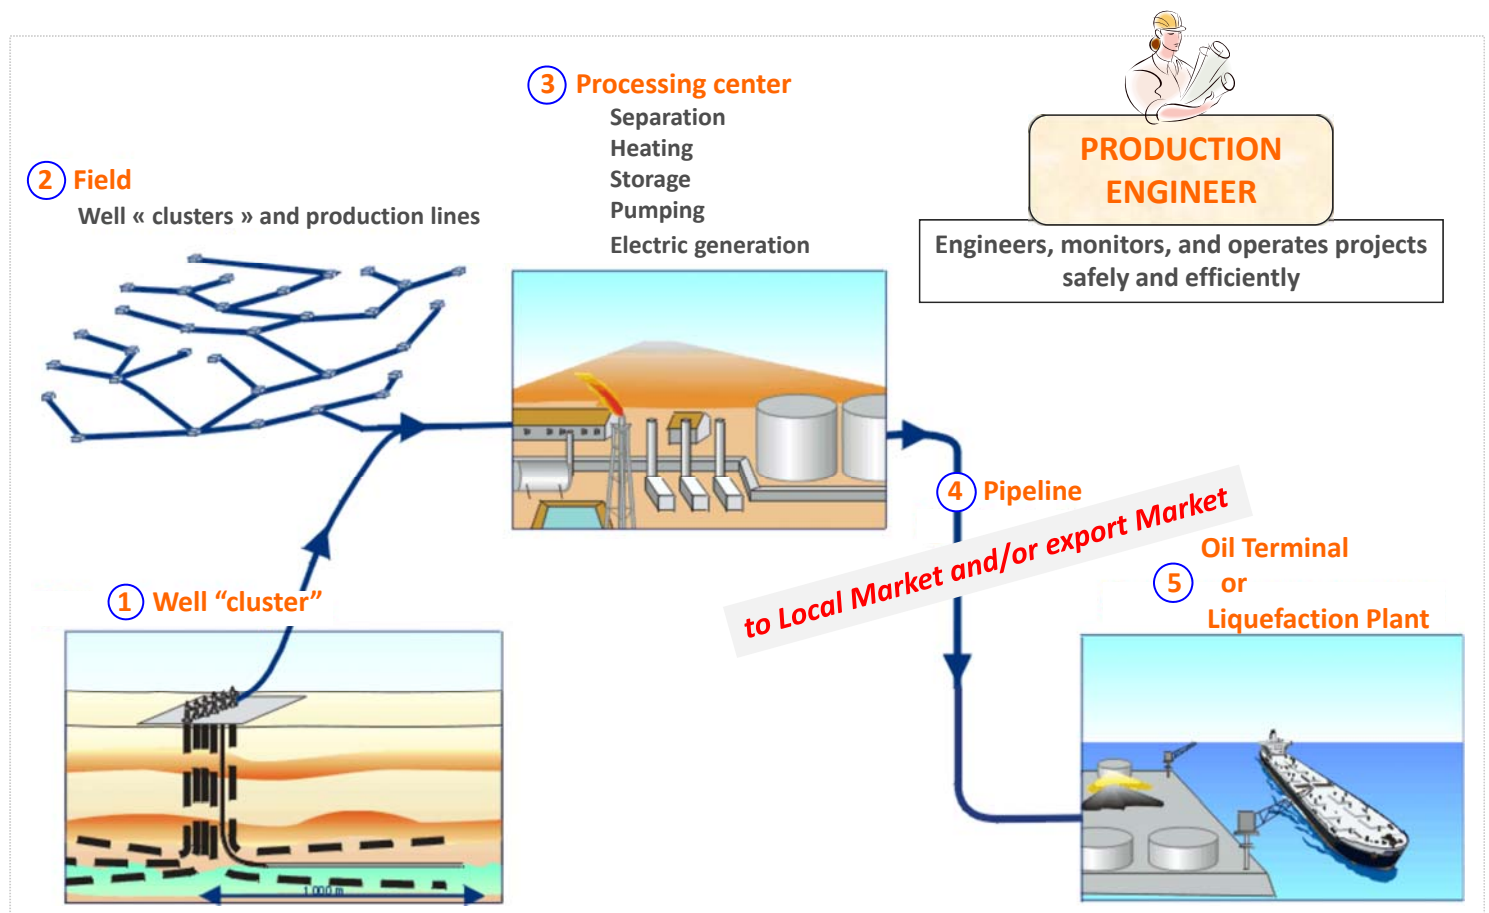 3 Processing center
Separation
Heating
Storage
Pumping
Electric generation
PRODUCTION
ENGINEER
Engineers, monitors, and operates projects
safely and efficiently
2 Field
Well « clusters » and production lines
4 Pipeline
to Local Market and/or export Market
1 Well “cluster”
1 000 m
5 Oil Terminal
or
Liquefaction Plant